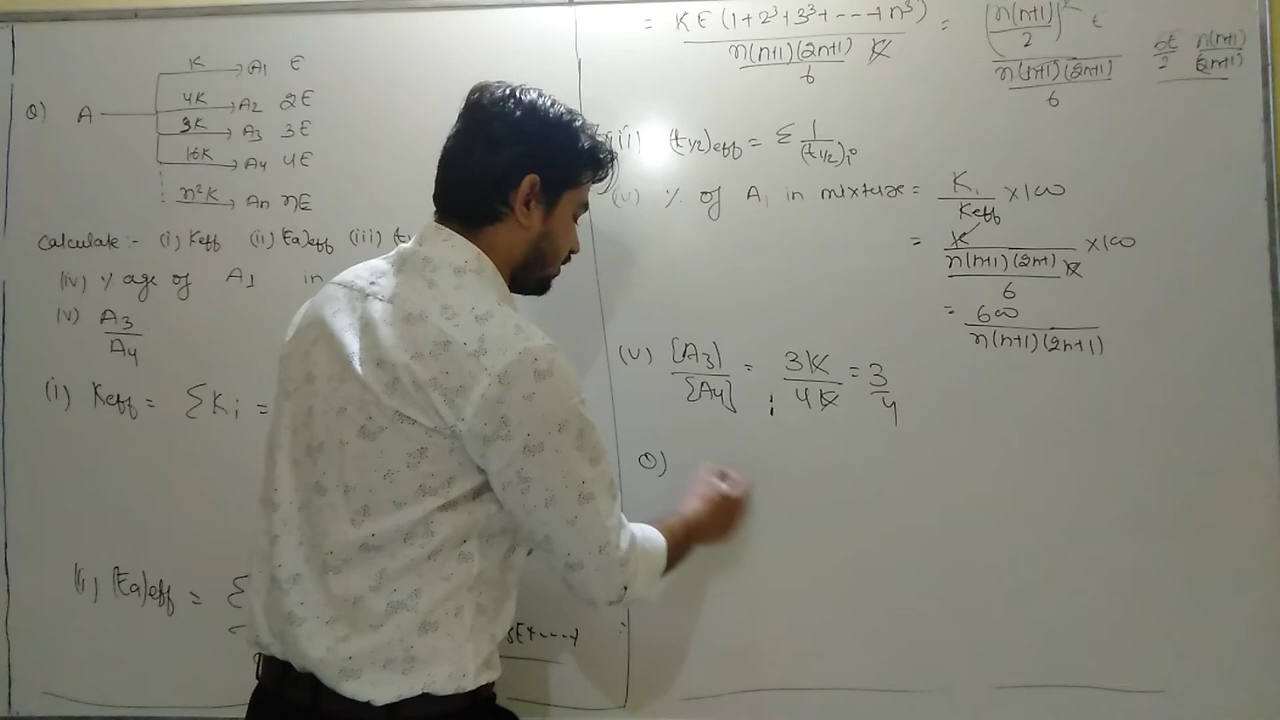 Q) A
K → A1 E
4K → A2 2E
9K → A3 3E
16K → A4 4E
n²K → An nE
Calculate:- (i) Keff (ii) Ea)eff (iii) (t
(iv) % age of A1 in
(v) A3/A4
(i) Keff = ΣKi =
(ii) (Ea)eff = Σ
3E+----)
= KE(1+2³+3³+---+n³) / (n(n+1)(2n+1)/6 K) = (n(n+1)/2)² E / (n(n+1)(2n+1)/6)
n(n+1) / (2n+1)
(iii) (t1/2)eff = Σ 1/(t1/2)i
(iv) % of A1 in mixture = K1/Keff ×100
= K / (n(n+1)(2n+1)K/6) ×100
= 600 / n(n+1)(2n+1)
(v) [A3]/[A4] = 3K/4K = 3/4
Q)